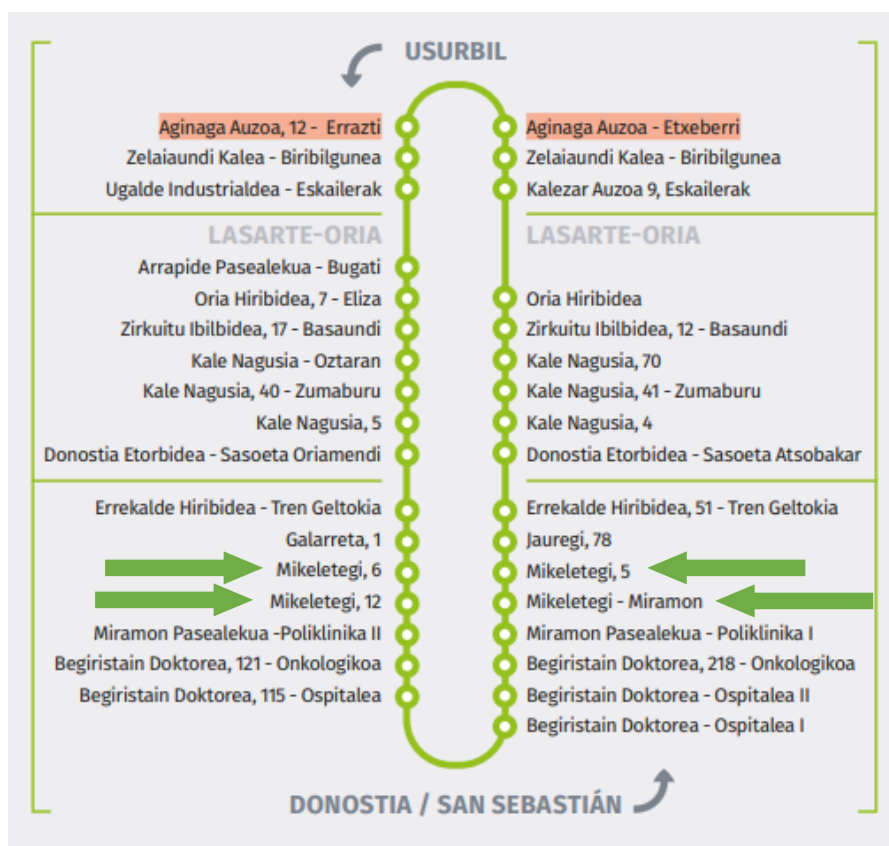 USURBIL
Aginaga Auzoa, 12 - Errazti
Zelaiaundi Kalea - Biribilgunea
Ugalde Industrialdea - Eskailerak
LASARTE-ORIA
Arrapide Pasealekua - Bugati
Oria Hiribidea, 7 - Eliza
Zirkuitu Ibilbidea, 17 - Basaundi
Kale Nagusia - Oztaran
Kale Nagusia, 40 - Zumaburu
Kale Nagusia, 5
Donostia Etorbidea - Sasoeta Oriamendi
Errekalde Hiribidea - Tren Geltokia
Galarreta, 1
Mikeletegi, 6
Mikeletegi, 12
Miramon Pasealekua -Poliklinika II
Begiristain Doktorea, 121 - Onkologikoa
Begiristain Doktorea, 115 - Ospitalea
Aginaga Auzoa - Etxeberri
Zelaiaundi Kalea - Biribilgunea
Kalezar Auzoa 9, Eskailerak
LASARTE-ORIA
Oria Hiribidea
Zirkuitu Ibilbidea, 12 - Basaundi
Kale Nagusia, 70
Kale Nagusia, 41 - Zumaburu
Kale Nagusia, 4
Donostia Etorbidea - Sasoeta Atsobakar
Errekalde Hiribidea, 51 - Tren Geltokia
Jauregi, 78
Mikeletegi, 5
Mikeletegi - Miramon
Miramon Pasealekua - Poliklinika I
Begiristain Doktorea, 218 - Onkologikoa
Begiristain Doktorea - Ospitalea II
Begiristain Doktorea - Ospitalea I
DONOSTIA / SAN SEBASTIÁN